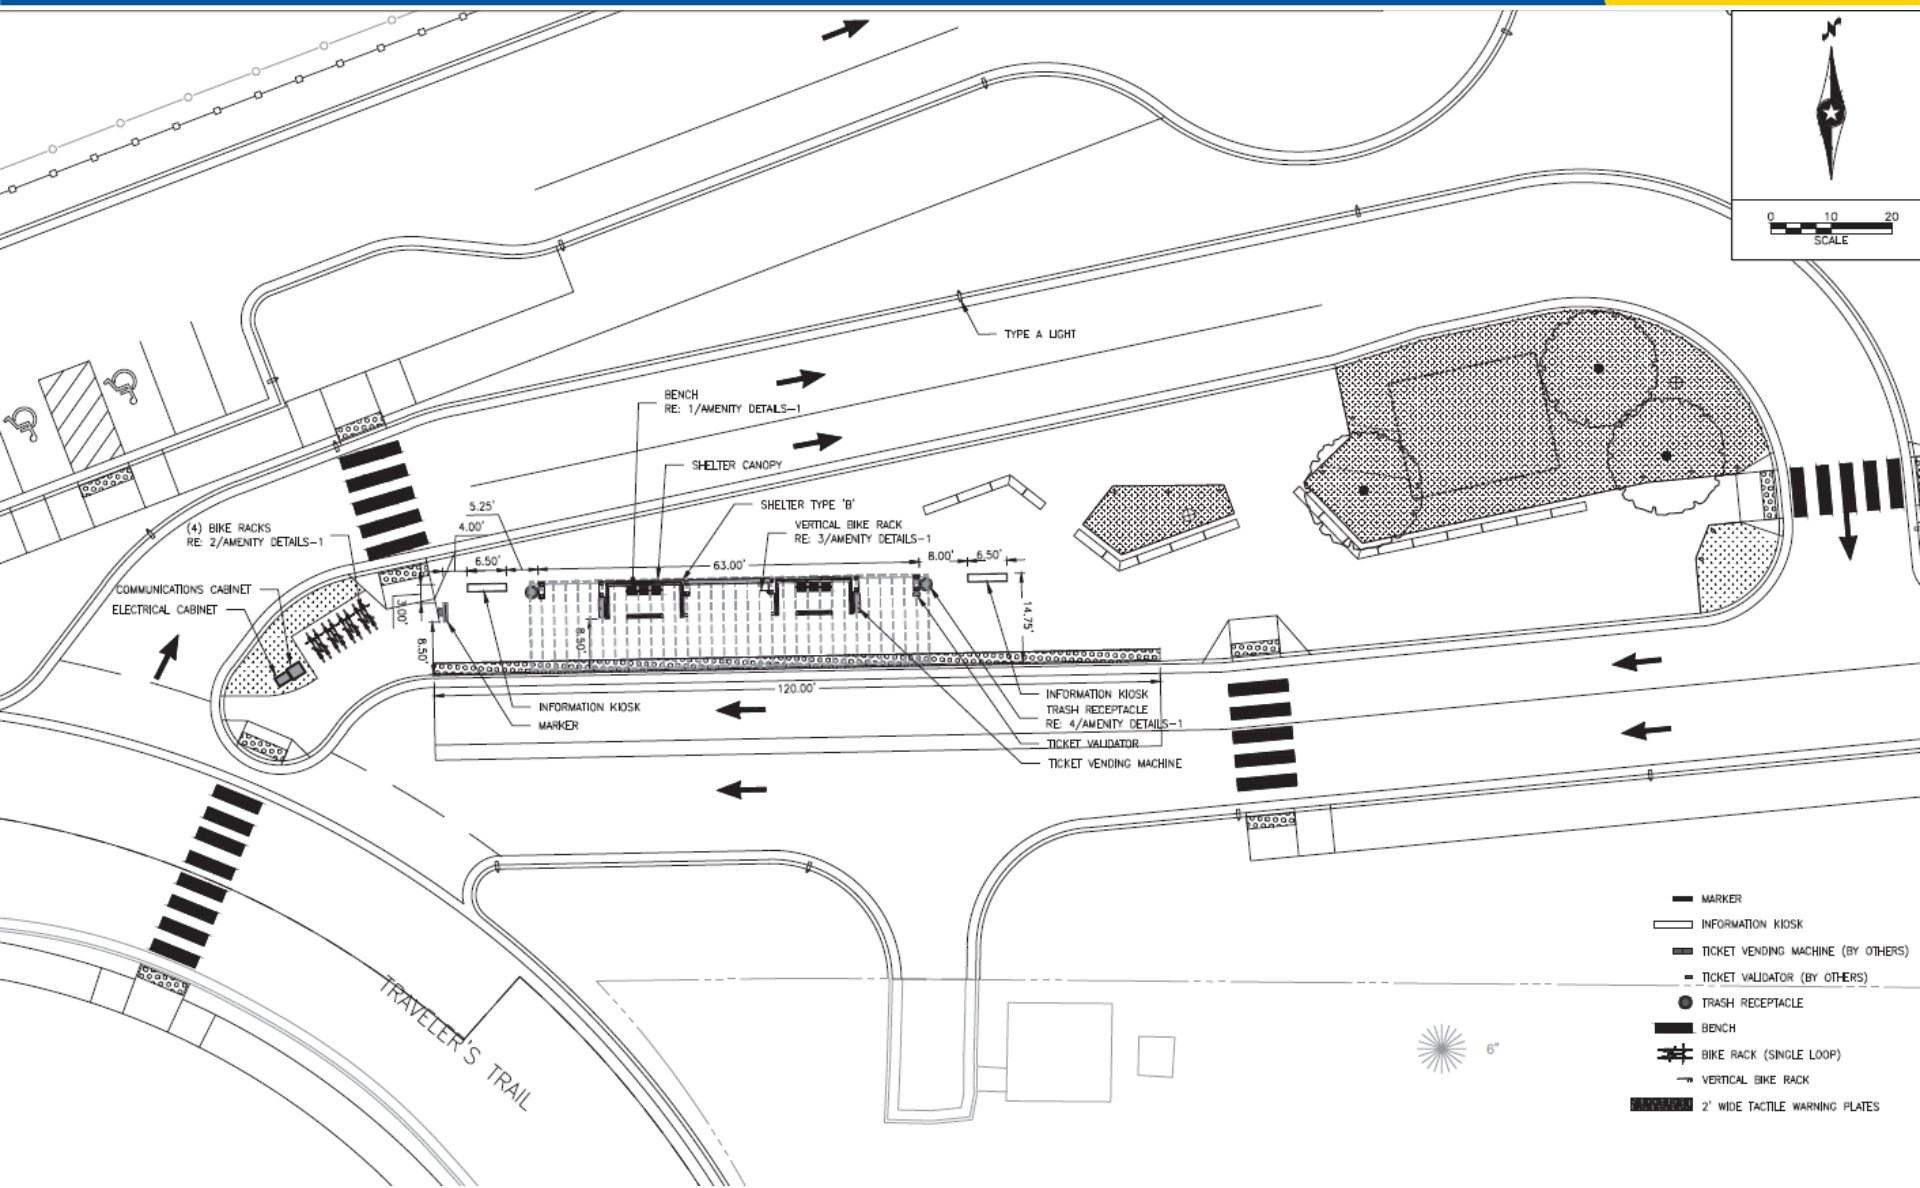 N
0 10 20
SCALE
TYPE A LIGHT
BENCH
RE: 1/AMENITY DETAILS-1
SHELTER CANOPY
5.25'
4.00'
6.50'
SHELTER TYPE 'B'
VERTICAL BIKE RACK
RE: 3/AMENITY DETAILS-1
(4) BIKE RACKS
RE: 2/AMENITY DETAILS-1
63.00'
8.00'
6.50'
COMMUNICATIONS CABINET
ELECTRICAL CABINET
3.00'
14.75'
8.50'
8.50'
120.00'
INFORMATION KIOSK
MARKER
INFORMATION KIOSK
TRASH RECEPTACLE
RE: 4/AMENITY DETAILS-1
TICKET VALIDATOR
TICKET VENDING MACHINE
TRAVELER'S TRAIL
6"
MARKER
INFORMATION KIOSK
TICKET VENDING MACHINE (BY OTHERS)
TICKET VALIDATOR (BY OTHERS)
TRASH RECEPTACLE
BENCH
BIKE RACK (SINGLE LOOP)
VERTICAL BIKE RACK
2' WIDE TACTILE WARNING PLATES